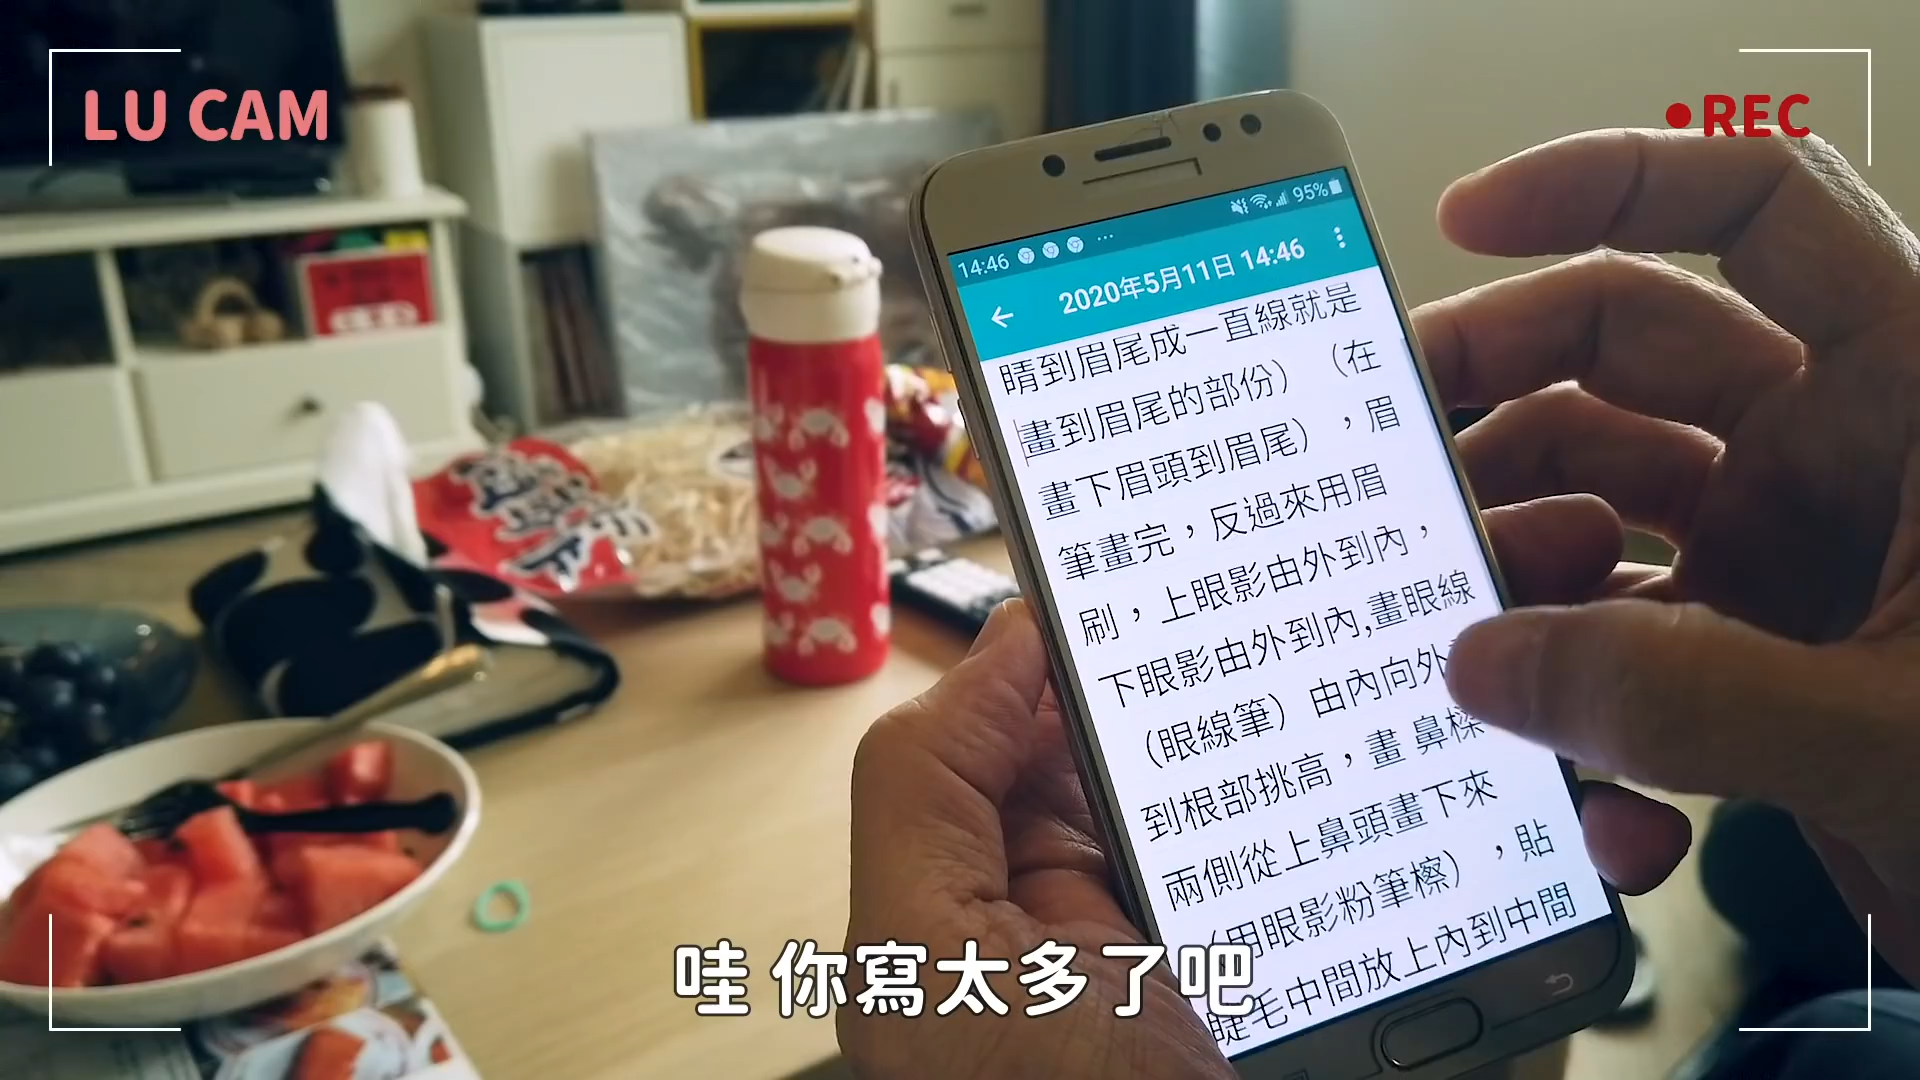 LU CAM
REC
14:46
95%
2020年5月11日 14:46
睛到眉尾成一直線就是
畫到眉尾的部份）（在
畫下眉頭到眉尾），眉
筆畫完，反過來用眉
刷，上眼影由外到內，
下眼影由外到內,畫眼線
（眼線筆）由內向外
到根部挑高，畫 鼻樑
兩側從上鼻頭畫下來
（用眼影粉筆檫），貼
睫毛中間放上內到中間
哇 你寫太多了吧